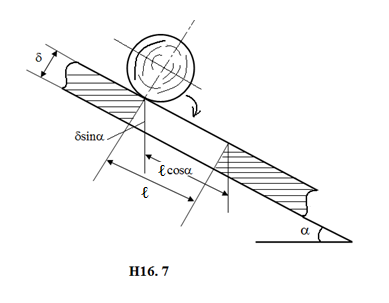 δ
δsinα
ℓcosα
ℓ
α
H16. 7